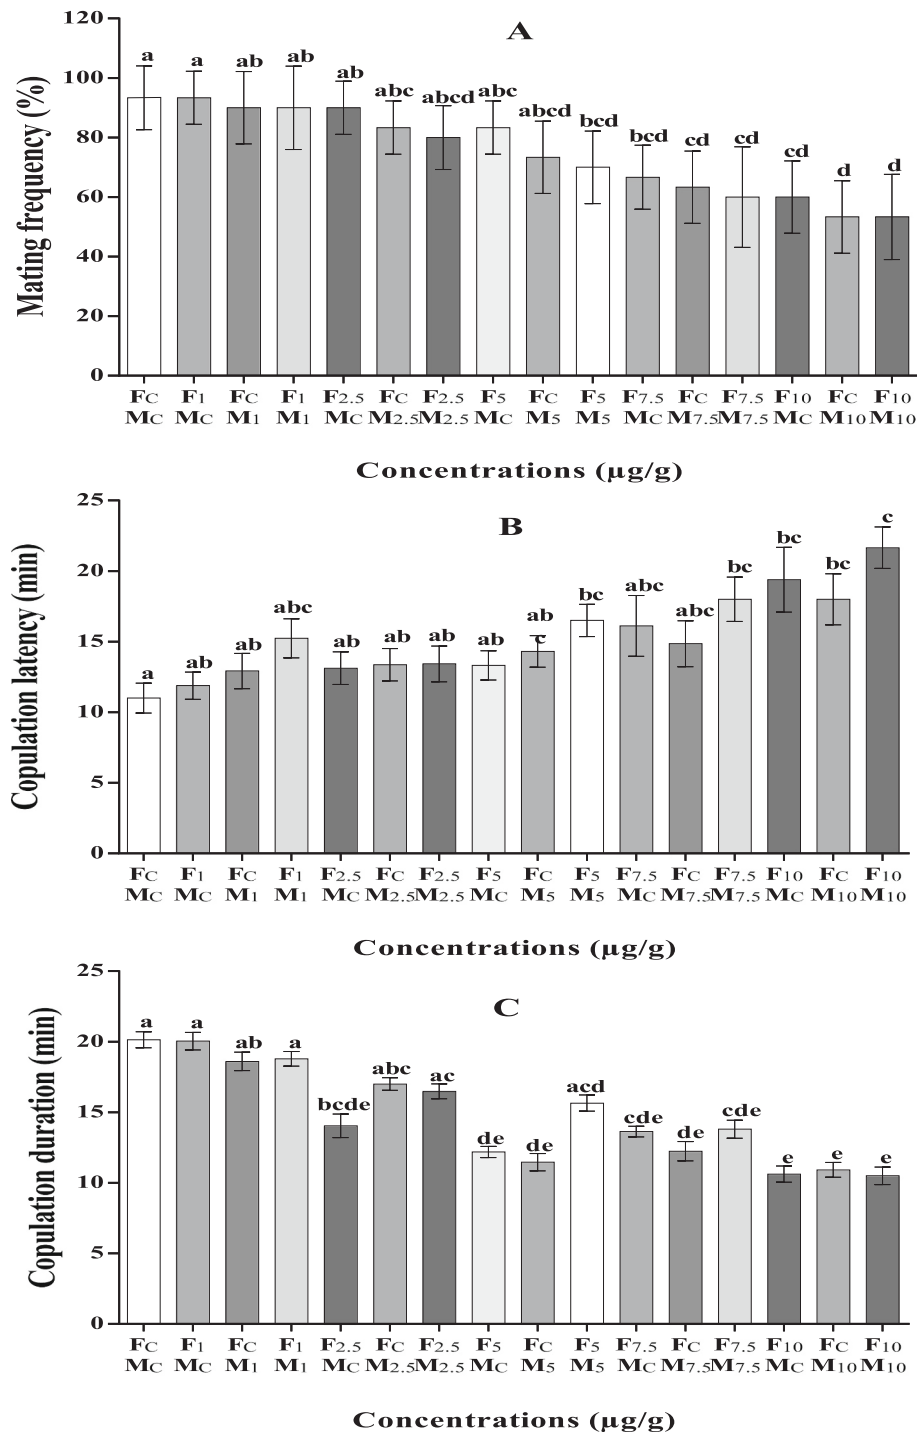 A
Mating frequency (%)
120
100
80
60
40
20
0
a a ab ab ab abc abcd abc abcd bcd bcd cd cd cd d d
FC F1 FC F1 F2.5 FC F2.5 F5 FC F5 F7.5 FC F7.5 F10 FC F10
MC MC M1 M1 MC M2.5 M2.5 MC M5 M5 MC M7.5 M7.5 MC M10 M10
Concentrations (µg/g)
B
Copulation latency (min)
25
20
15
10
5
0
a ab ab abc ab ab ab ab ab bc abc abc bc bc bc c
c
FC F1 FC F1 F2.5 FC F2.5 F5 FC F5 F7.5 FC F7.5 F10 FC F10
MC MC M1 M1 MC M2.5 M2.5 MC M5 M5 MC M7.5 M7.5 MC M10 M10
Concentrations (µg/g)
C
Copulation duration (min)
25
20
15
10
5
0
a a ab a bcde abc ac de de acd cde de cde e e e
FC F1 FC F1 F2.5 FC F2.5 F5 FC F5 F7.5 FC F7.5 F10 FC F10
MC MC M1 M1 MC M2.5 M2.5 MC M5 M5 MC M7.5 M7.5 MC M10 M10
Concentrations (µg/g)